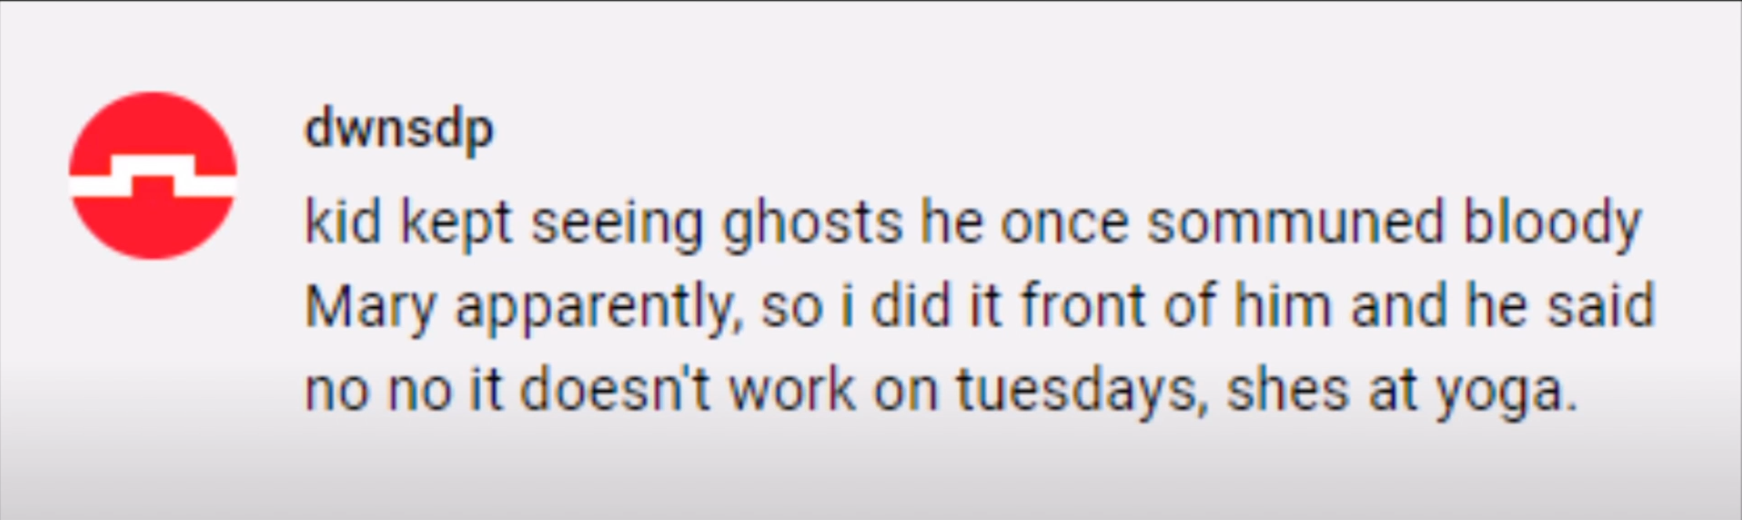 dwnsdp
kid kept seeing ghosts he once sommuned bloody
Mary apparently, so i did it front of him and he said
no no it doesn't work on tuesdays, shes at yoga.